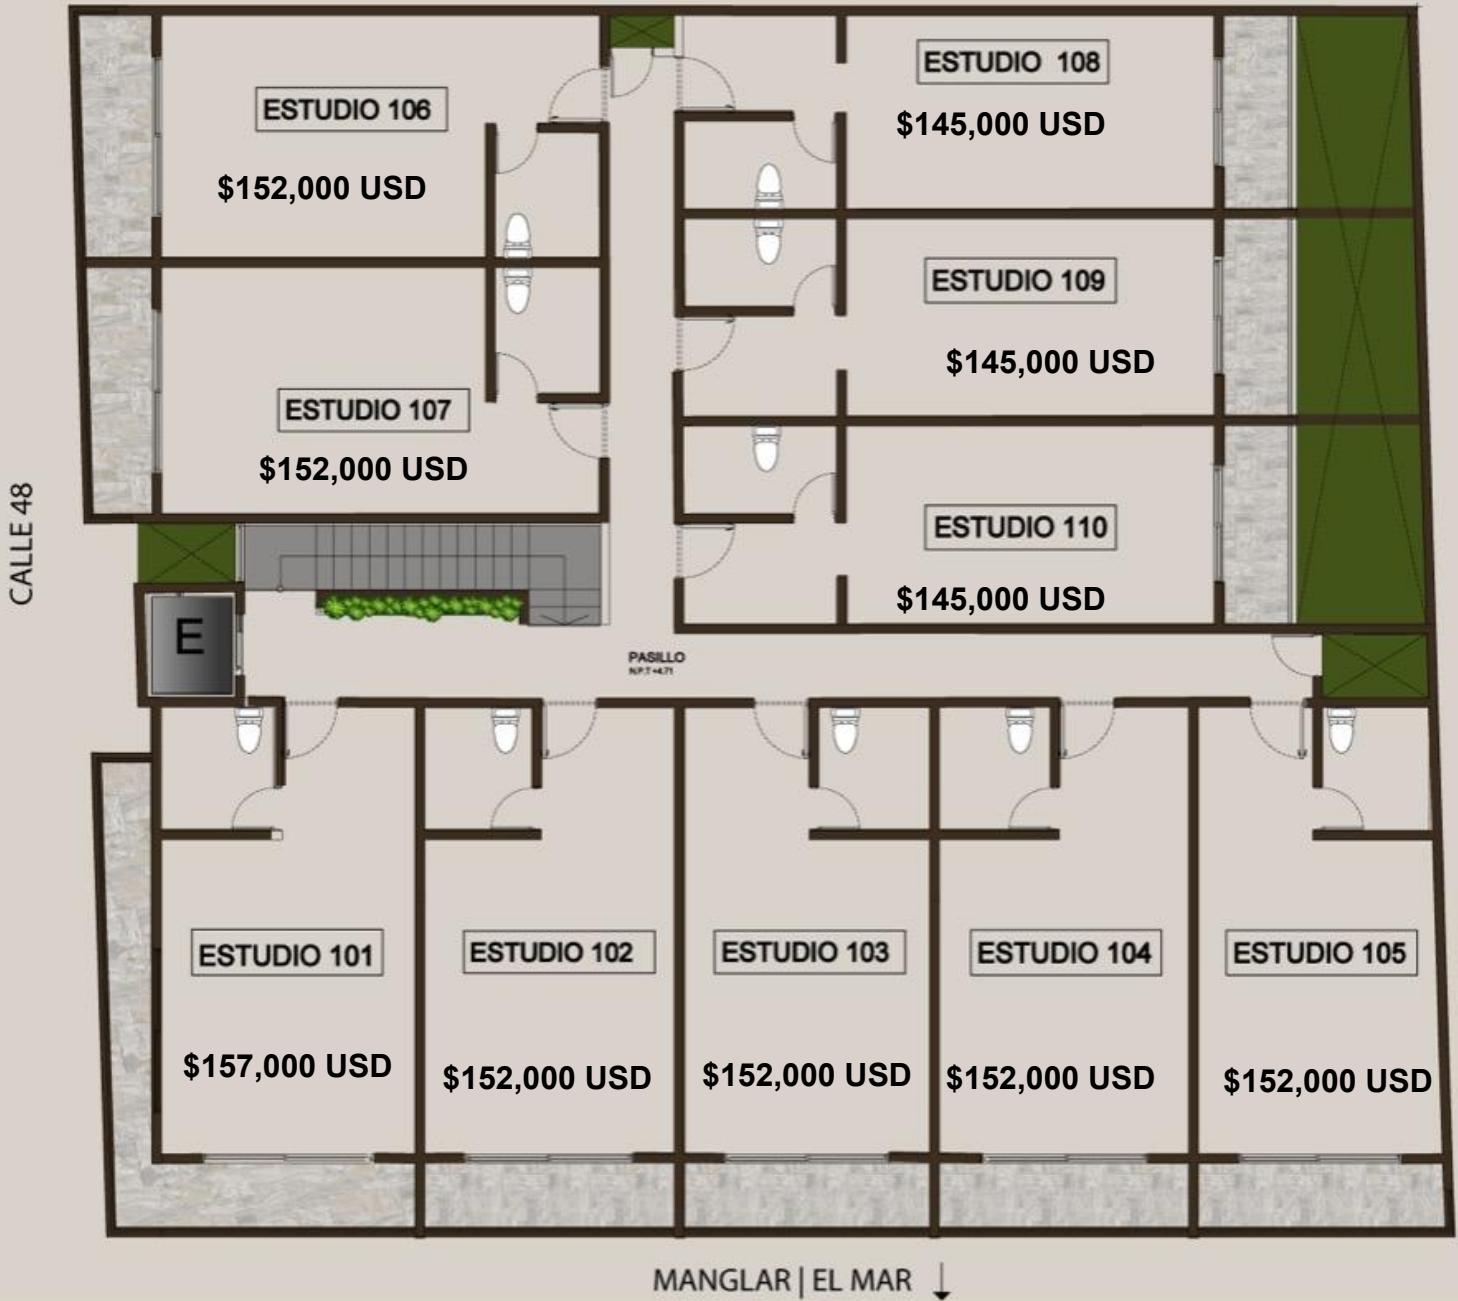 ESTUDIO 106
$152,000 USD
ESTUDIO 108
$145,000 USD
ESTUDIO 109
$145,000 USD
ESTUDIO 107
$152,000 USD
ESTUDIO 110
$145,000 USD
CALLE 48
E
PASILLO
N.P.T +4.71
ESTUDIO 101
$157,000 USD
ESTUDIO 102
$152,000 USD
ESTUDIO 103
$152,000 USD
ESTUDIO 104
$152,000 USD
ESTUDIO 105
$152,000 USD
MANGLAR | EL MAR ↓